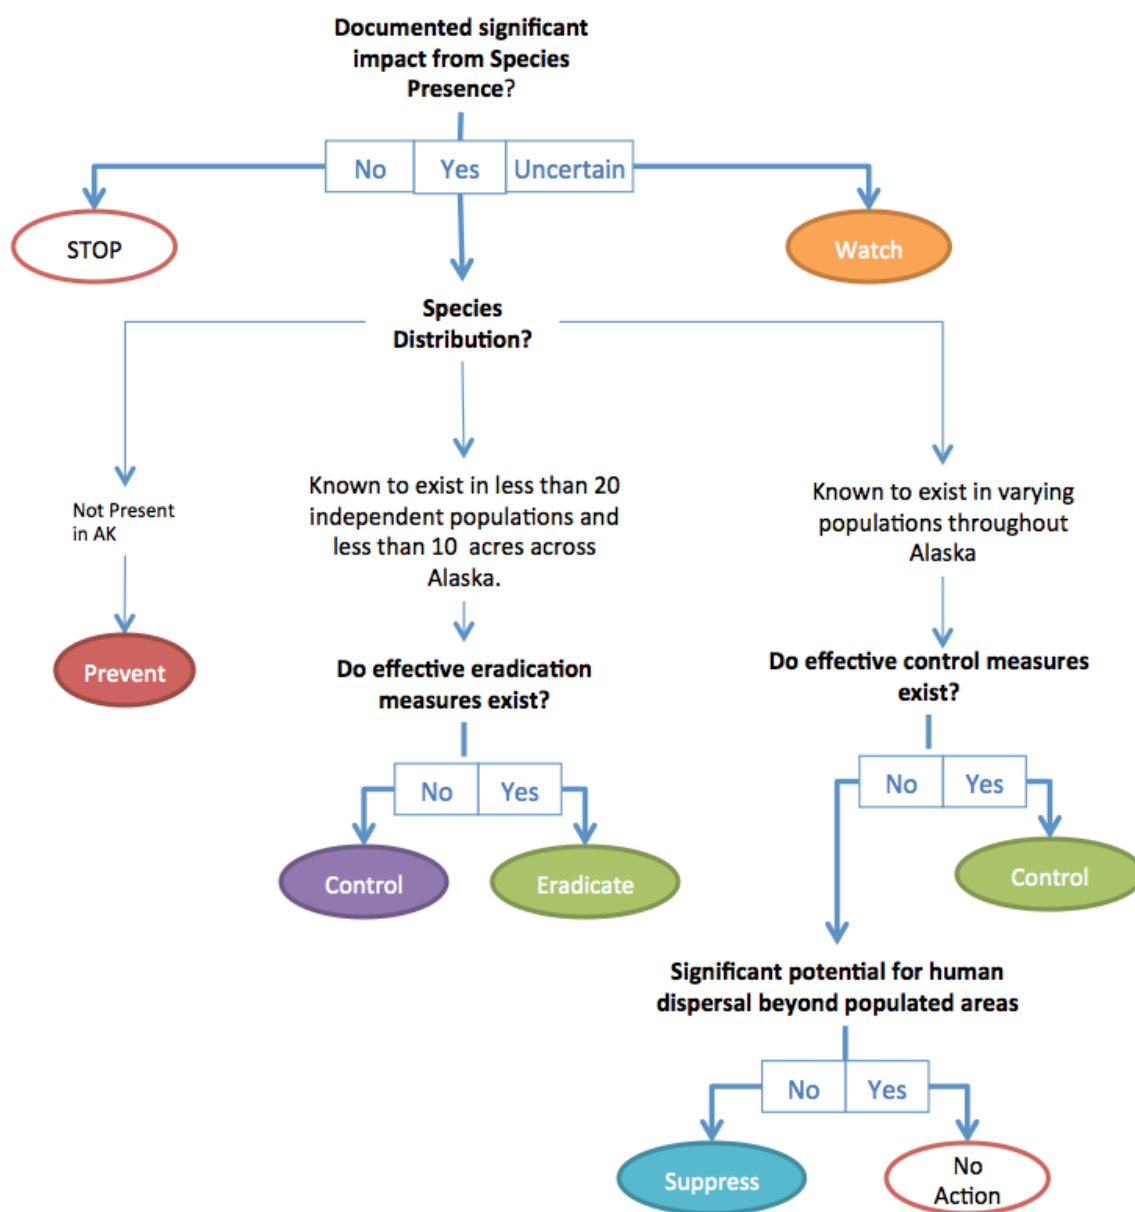 Documented significant
impact from Species
Presence?
No
Yes
Uncertain
STOP
Watch
Species
Distribution?
Not Present
in AK
Known to exist in less than 20
independent populations and
less than 10 acres across
Alaska.
Known to exist in varying
populations throughout
Alaska
Prevent
Do effective eradication
measures exist?
Do effective control measures
exist?
No
Yes
No
Yes
Control
Eradicate
Control
Significant potential for human
dispersal beyond populated areas
No
Yes
Suppress
No
Action